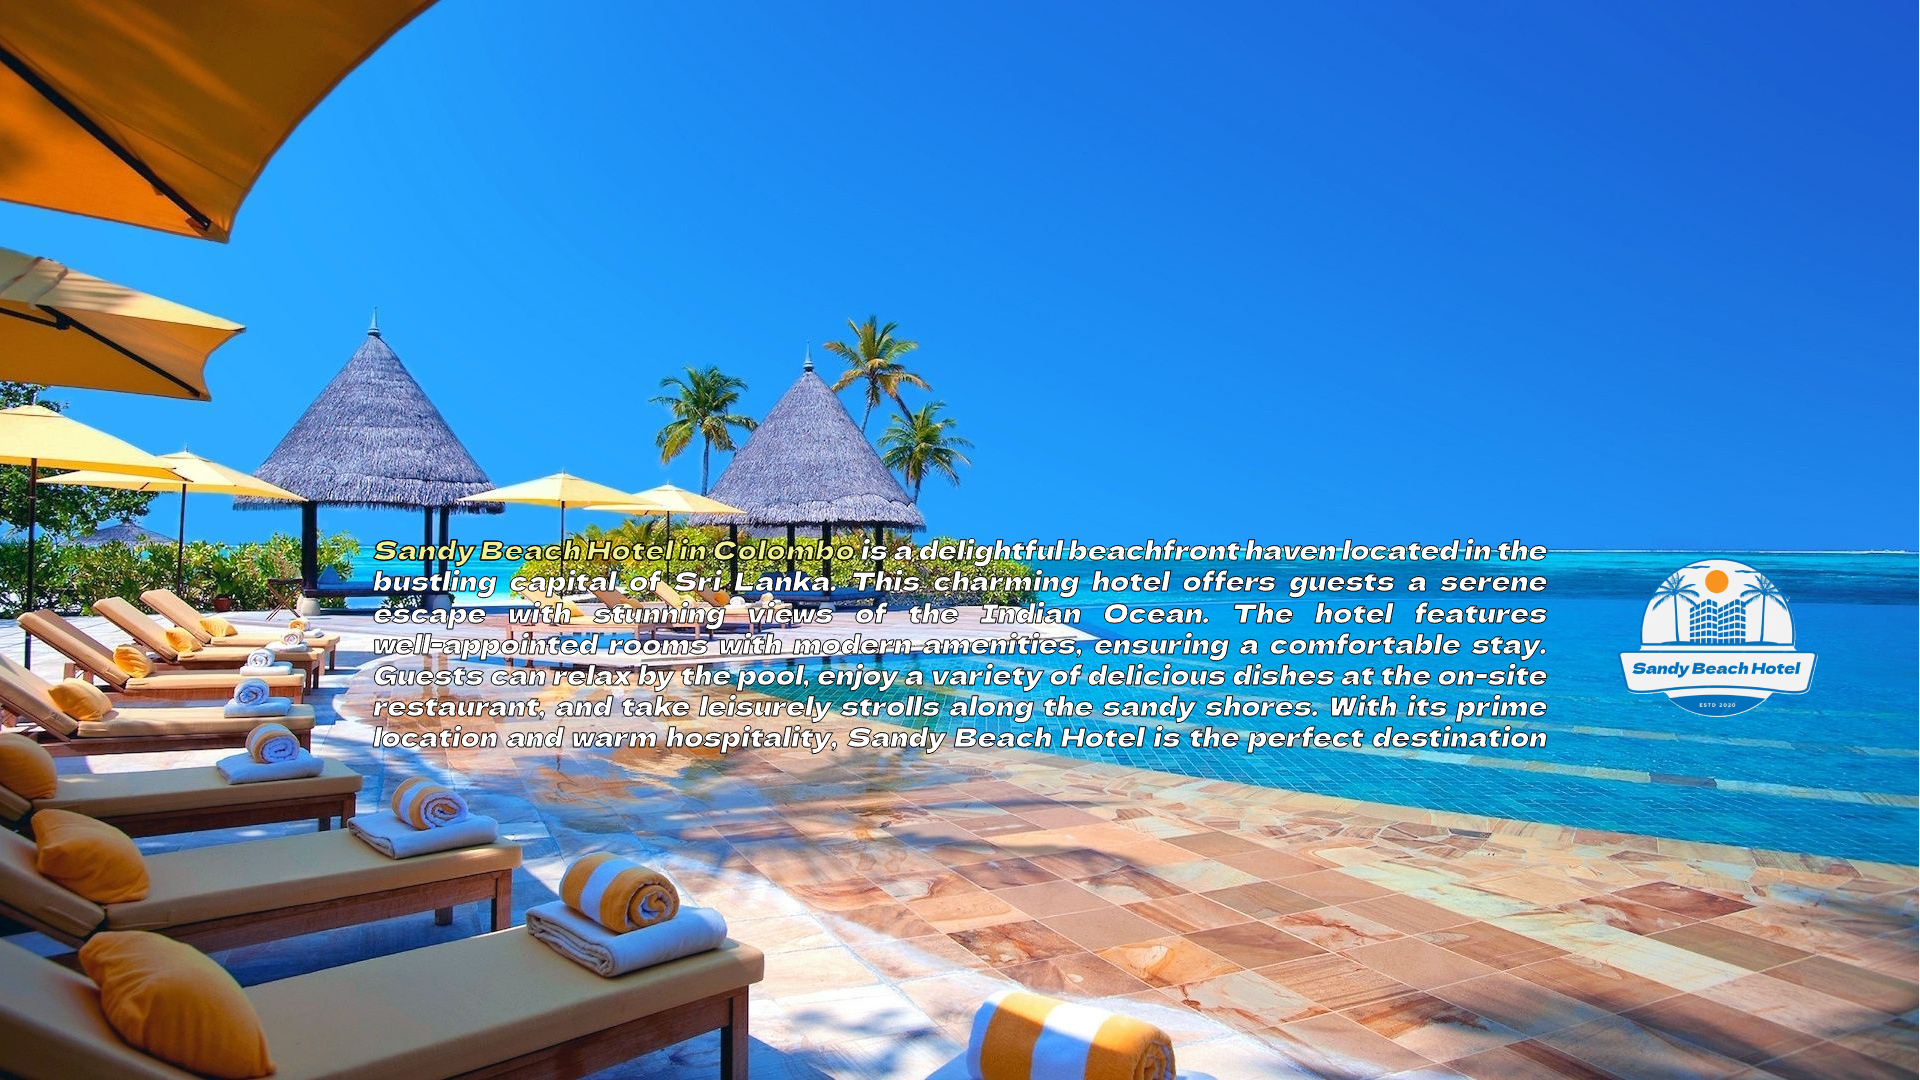 Sandy Beach Hotel in Colombo is a delightful beachfront haven located in the
bustling capital of Sri Lanka. This charming hotel offers guests a serene
escape with stunning views of the Indian Ocean. The hotel features
well-appointed rooms with modern amenities, ensuring a comfortable stay.
Guests can relax by the pool, enjoy a variety of delicious dishes at the on-site
restaurant, and take leisurely strolls along the sandy shores. With its prime
location and warm hospitality, Sandy Beach Hotel is the perfect destination
Sandy Beach Hotel
ESTD 2020